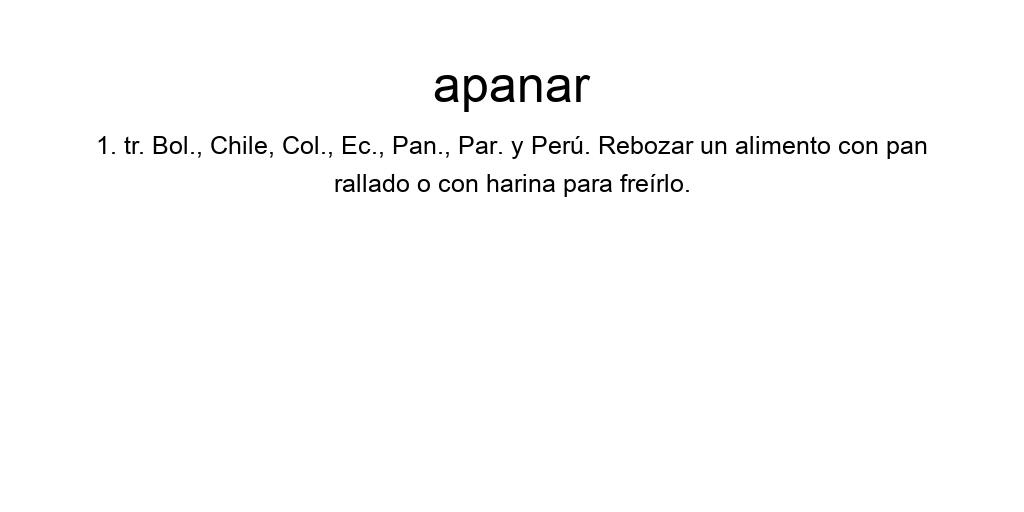 apanar
1. tr. Bol., Chile, Col., Ec., Pan., Par. y Perú. Rebozar un alimento con pan
rallado o con harina para freírlo.